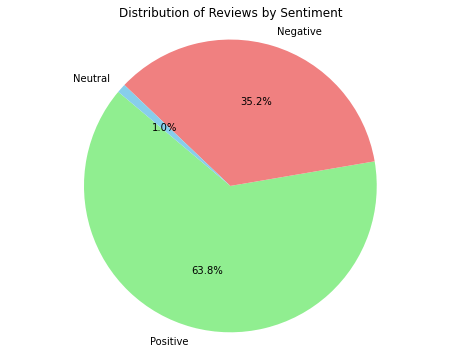 Distribution of Reviews by Sentiment
Negative
Neutral
35.2%
1.0%
63.8%
Positive